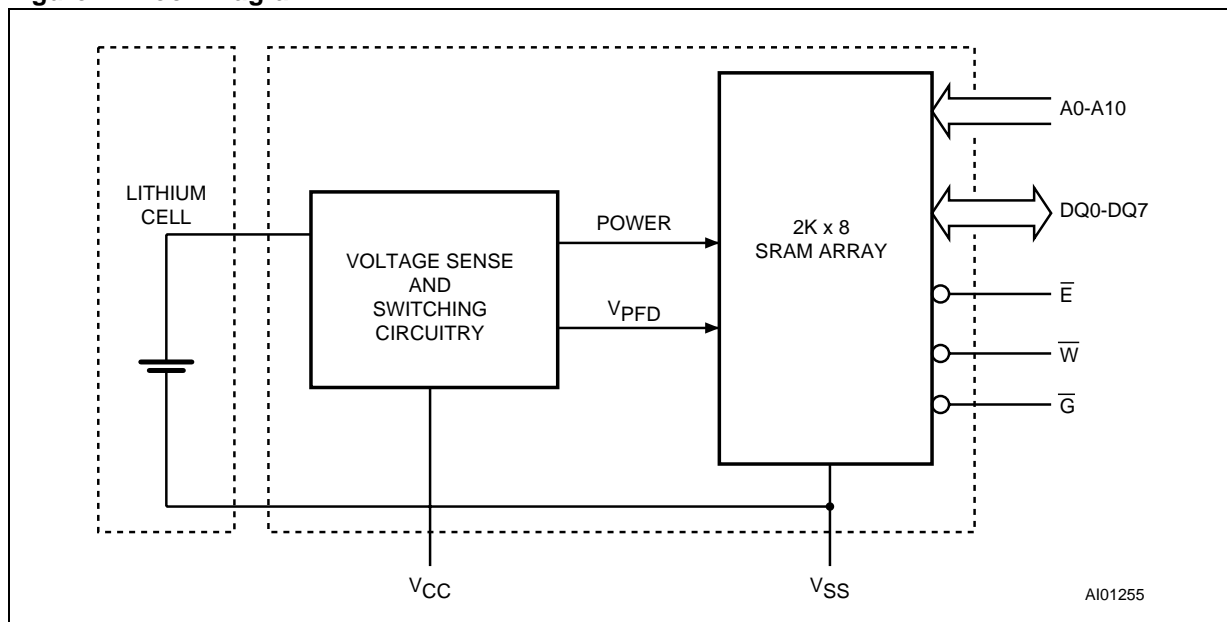 LITHIUM
CELL
VOLTAGE SENSE
AND
SWITCHING
CIRCUITRY
POWER
VPFD
2K x 8
SRAM ARRAY
A0-A10
DQ0-DQ7
E̅
W̅
G̅
VCC
VSS
AI01255